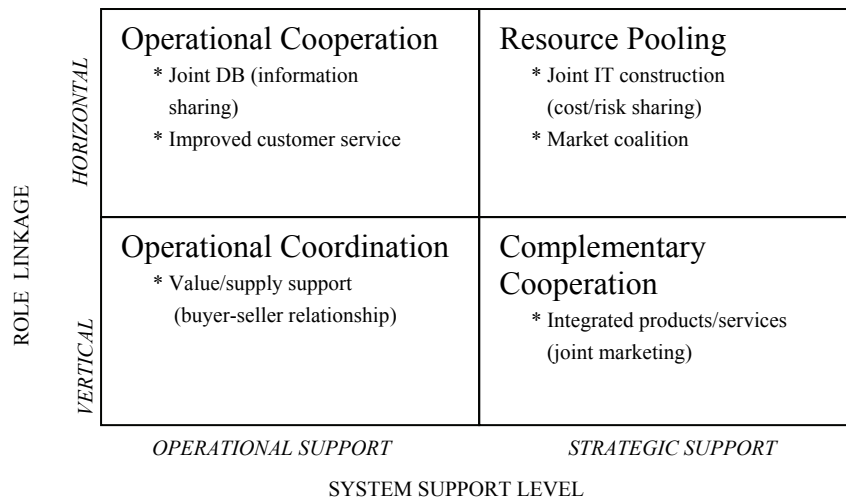 ROLE LINKAGE
HORIZONTAL
Operational Cooperation
* Joint DB (information
sharing)
* Improved customer service
Resource Pooling
* Joint IT construction
(cost/risk sharing)
* Market coalition
VERTICAL
Operational Coordination
* Value/supply support
(buyer-seller relationship)
Complementary
Cooperation
* Integrated products/services
(joint marketing)
OPERATIONAL SUPPORT
STRATEGIC SUPPORT
SYSTEM SUPPORT LEVEL